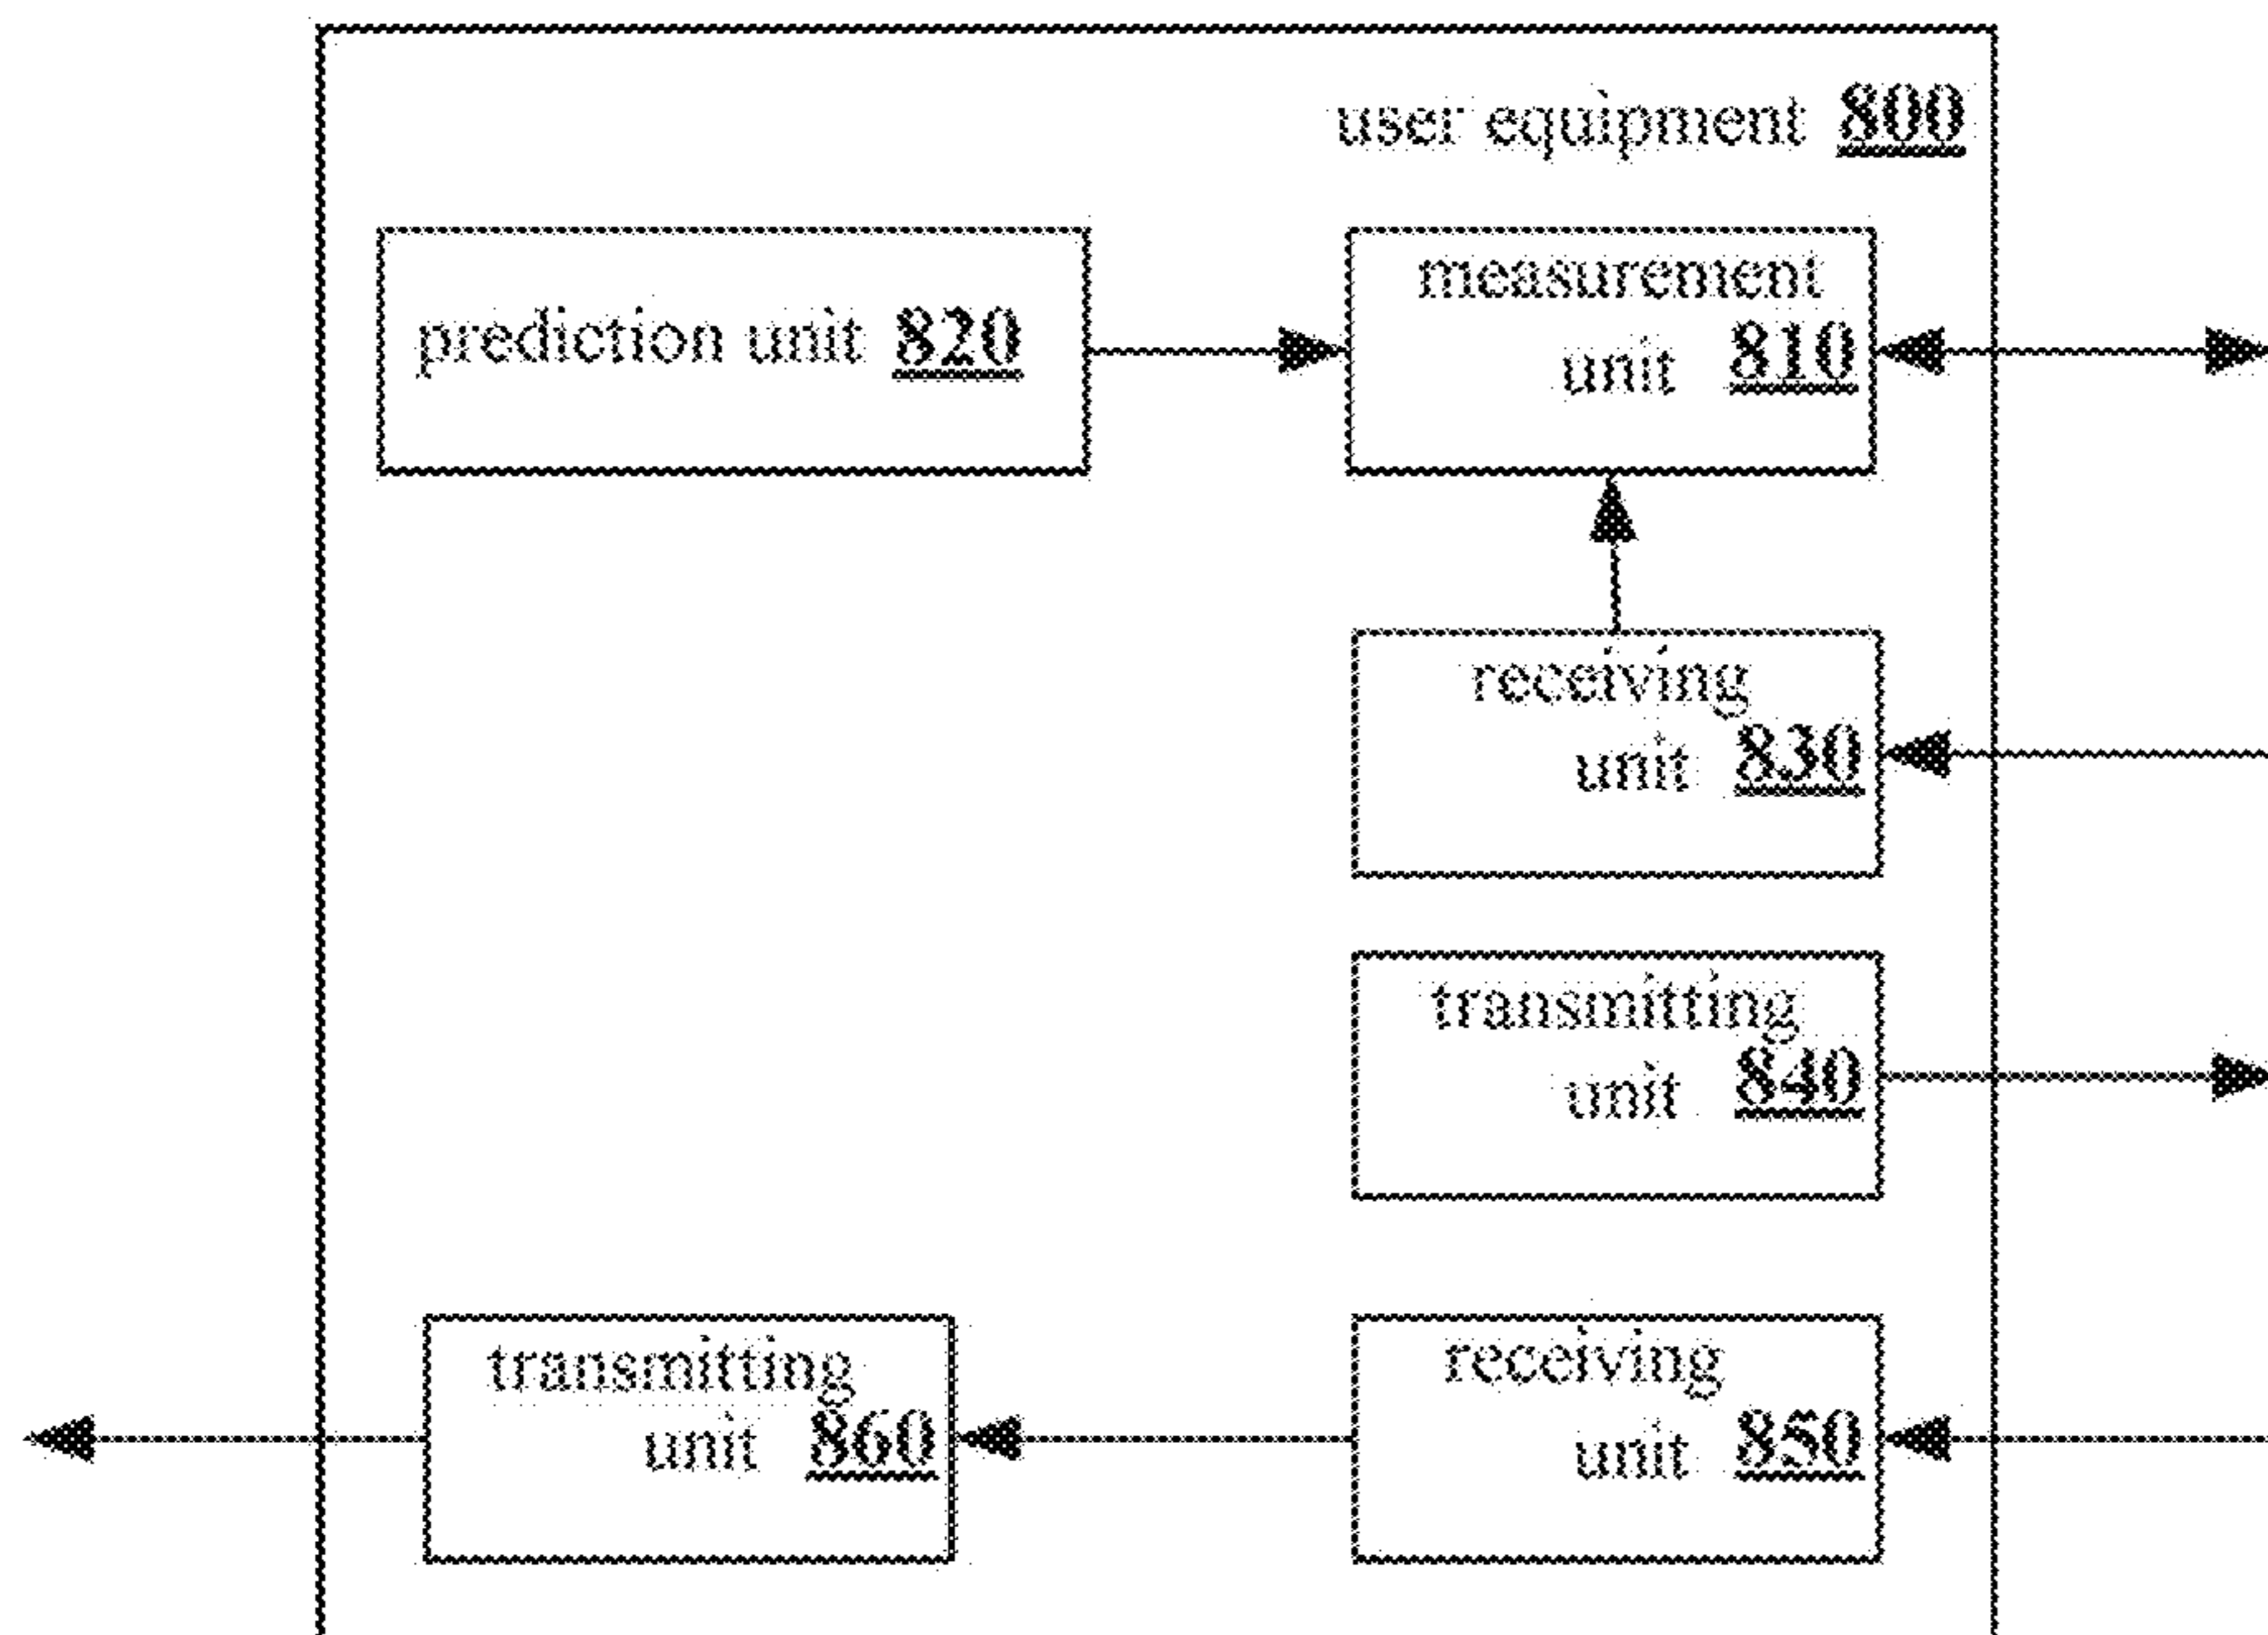 user equipment 800
prediction unit 820
measurement
unit 810
receiving
unit 830
transmitting
unit 840
transmitting
unit 860
receiving
unit 850